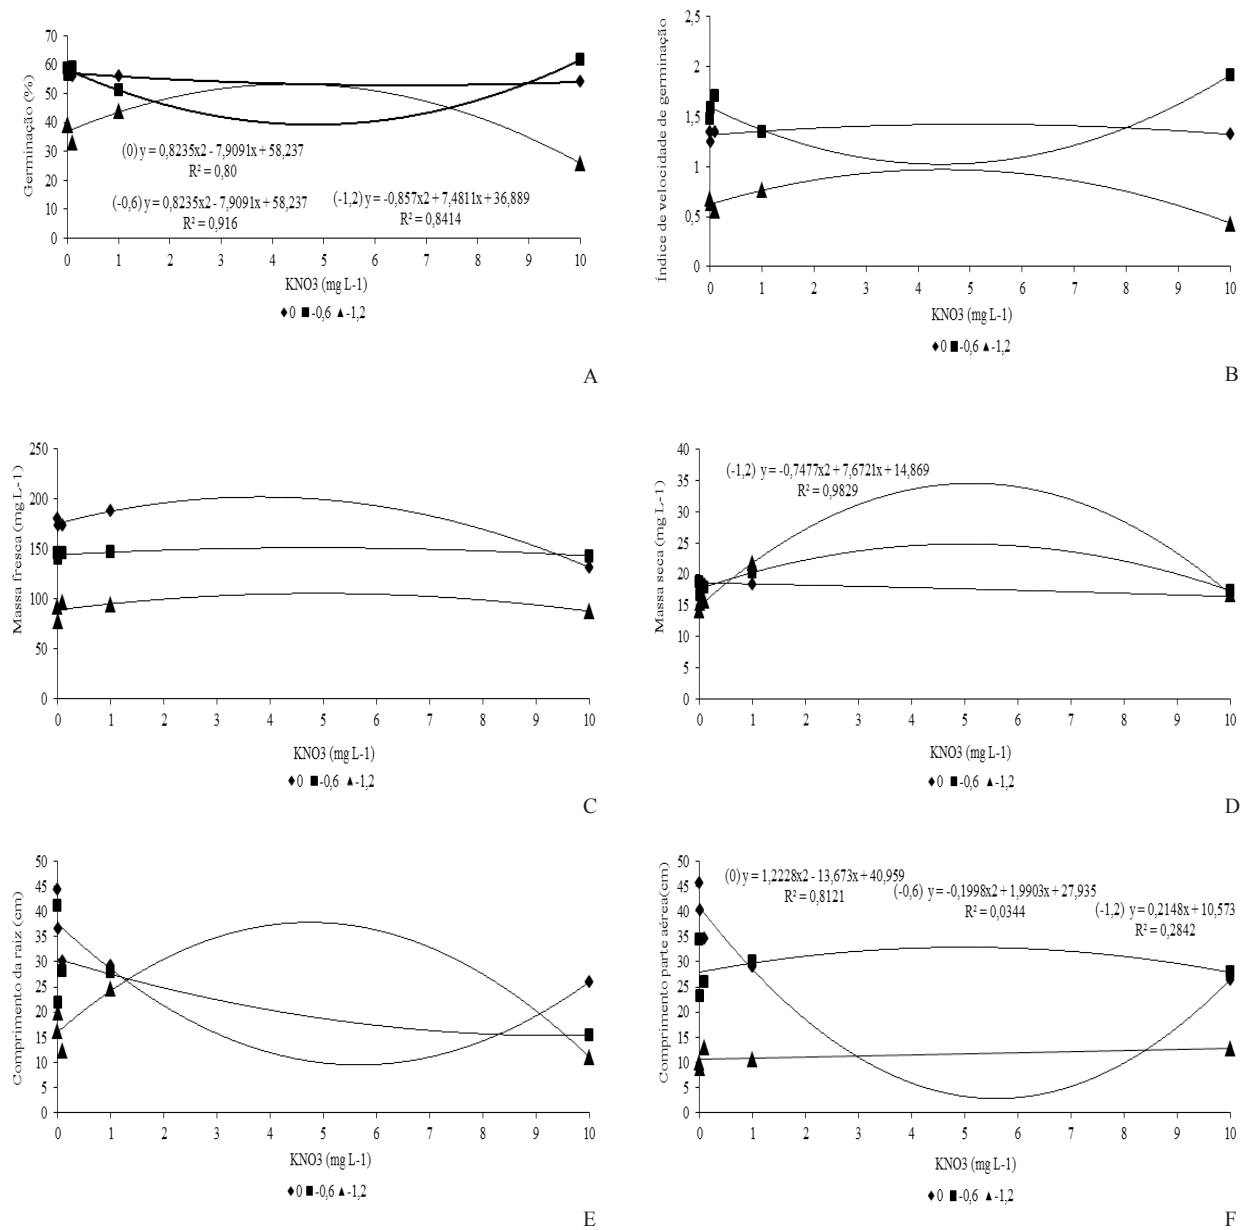 Germinação (%)
70
60
50
40
30
20
10
0
(0) y = 0,8235x2 - 7,9091x + 58,237
R² = 0,80
(-0,6) y = 0,8235x2 - 7,9091x + 58,237
R² = 0,916
(-1,2) y = -0,857x2 + 7,4811x + 36,889
R² = 0,8414
0 1 2 3 4 5 6 7 8 9 10
KNO3 (mg L-1)
0 -0,6 -1,2
A
Índice de velocidade de germinação
2,5
2
1,5
1
0,5
0
0 1 2 3 4 5 6 7 8 9 10
KNO3 (mg L-1)
0 -0,6 -1,2
B
Massa fresca (mg L-1)
250
200
150
100
50
0
0 1 2 3 4 5 6 7 8 9 10
KNO3 (mg L-1)
0 -0,6 -1,2
C
Massa seca (mg L-1)
40
35
30
25
20
15
10
5
0
(-1,2) y = -0,7477x2 + 7,6721x + 14,869
R² = 0,9829
0 1 2 3 4 5 6 7 8 9 10
KNO3 (mg L-1)
0 -0,6 -1,2
D
Comprimento da raiz (cm)
50
45
40
35
30
25
20
15
10
5
0
0 1 2 3 4 5 6 7 8 9 10
KNO3 (mg L-1)
0 -0,6 -1,2
E
Comprimento parte aérea(cm)
50
45
40
35
30
25
20
15
10
5
0
(0) y = 1,2228x2 - 13,673x + 40,959
R² = 0,8121
(-0,6) y = -0,1998x2 + 1,9903x + 27,935
R² = 0,0344
(-1,2) y = 0,2148x + 10,573
R² = 0,2842
0 1 2 3 4 5 6 7 8 9 10
KNO3 (mg L-1)
0 -0,6 -1,2
F